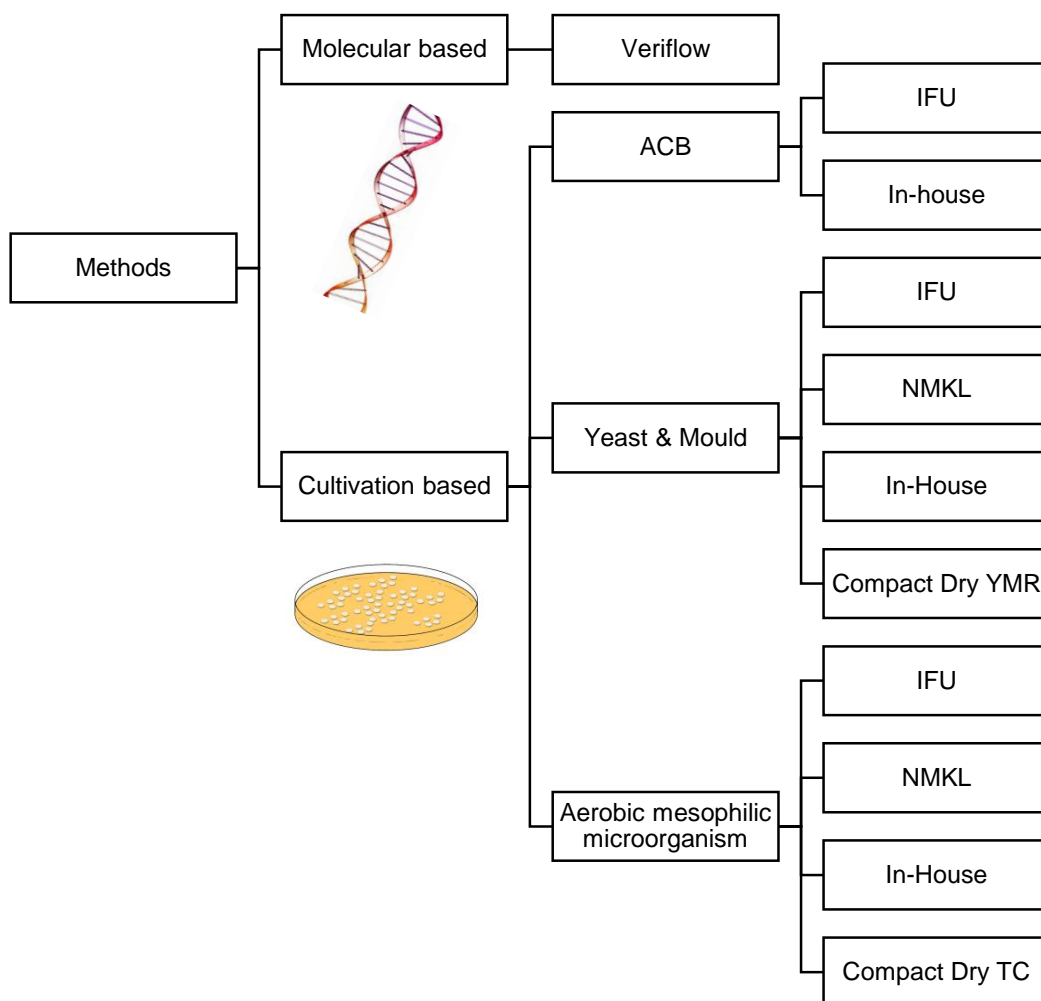 Methods
Molecular based
Veriflow
Cultivation based
ACB
IFU
In-house
Yeast & Mould
IFU
NMKL
In-House
Compact Dry YMR
Aerobic mesophilic
microorganism
IFU
NMKL
In-House
Compact Dry TC